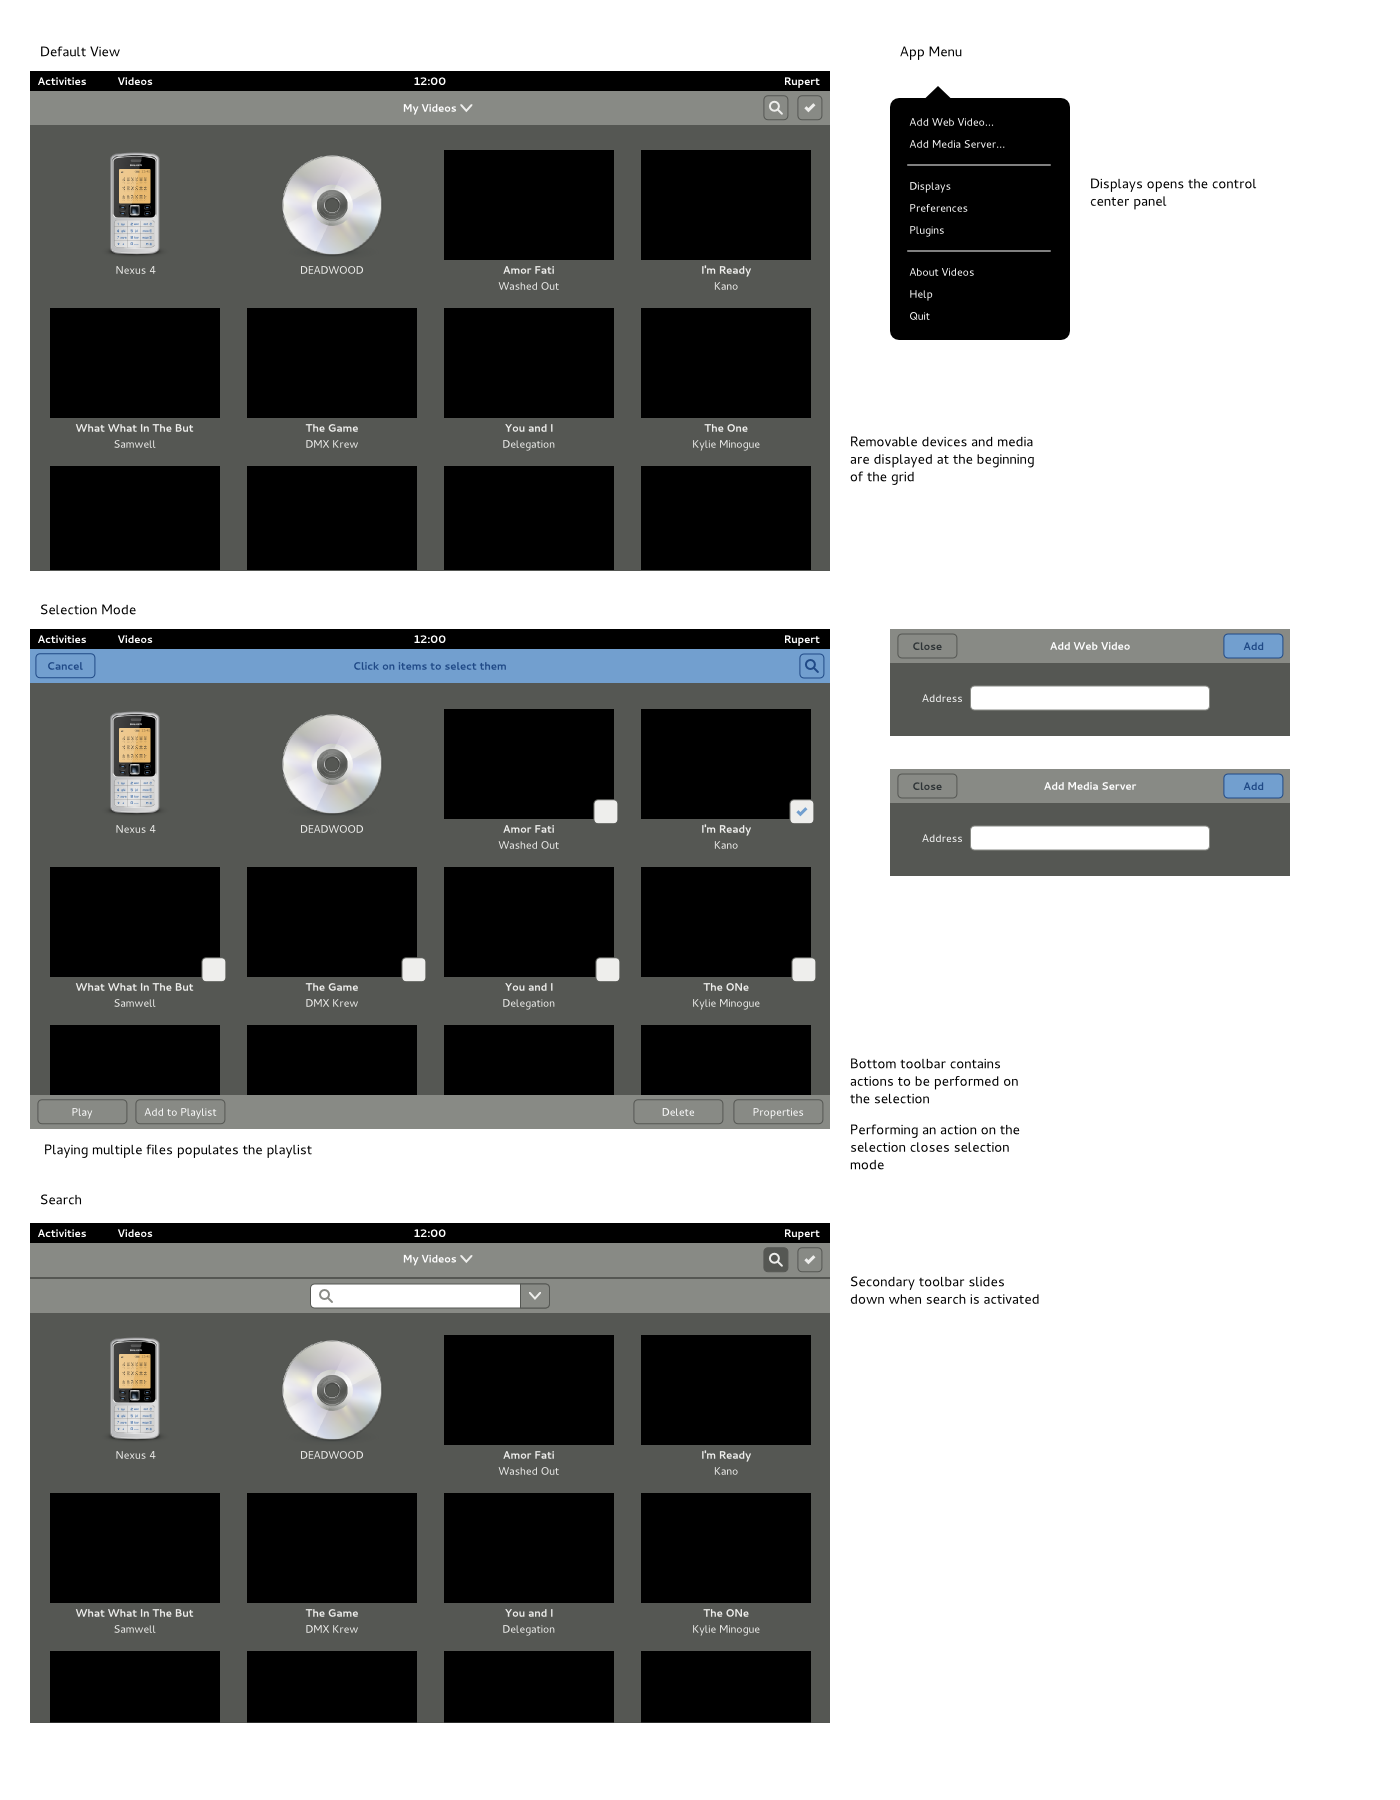 Default View
App Menu
Activities Videos 12:00 Rupert
My Videos
Nexus 4
DEADWOOD
Amor Fati
Washed Out
I'm Ready
Kano
What What In The But
Samwell
The Game
DMX Krew
You and I
Delegation
The One
Kylie Minogue
Add Web Video...
Add Media Server...
Displays
Preferences
Plugins
About Videos
Help
Quit
Displays opens the control
center panel
Removable devices and media
are displayed at the beginning
of the grid
Selection Mode
Activities Videos 12:00 Rupert
Cancel Click on items to select them
Nexus 4
DEADWOOD
Amor Fati
Washed Out
I'm Ready
Kano
What What In The But
Samwell
The Game
DMX Krew
You and I
Delegation
The ONe
Kylie Minogue
Play Add to Playlist Delete Properties
Playing multiple files populates the playlist
Close Add Web Video Add
Address
Close Add Media Server Add
Address
Bottom toolbar contains
actions to be performed on
the selection
Performing an action on the
selection closes selection
mode
Search
Activities Videos 12:00 Rupert
My Videos
Nexus 4
DEADWOOD
Amor Fati
Washed Out
I'm Ready
Kano
What What In The But
Samwell
The Game
DMX Krew
You and I
Delegation
The ONe
Kylie Minogue
Secondary toolbar slides
down when search is activated